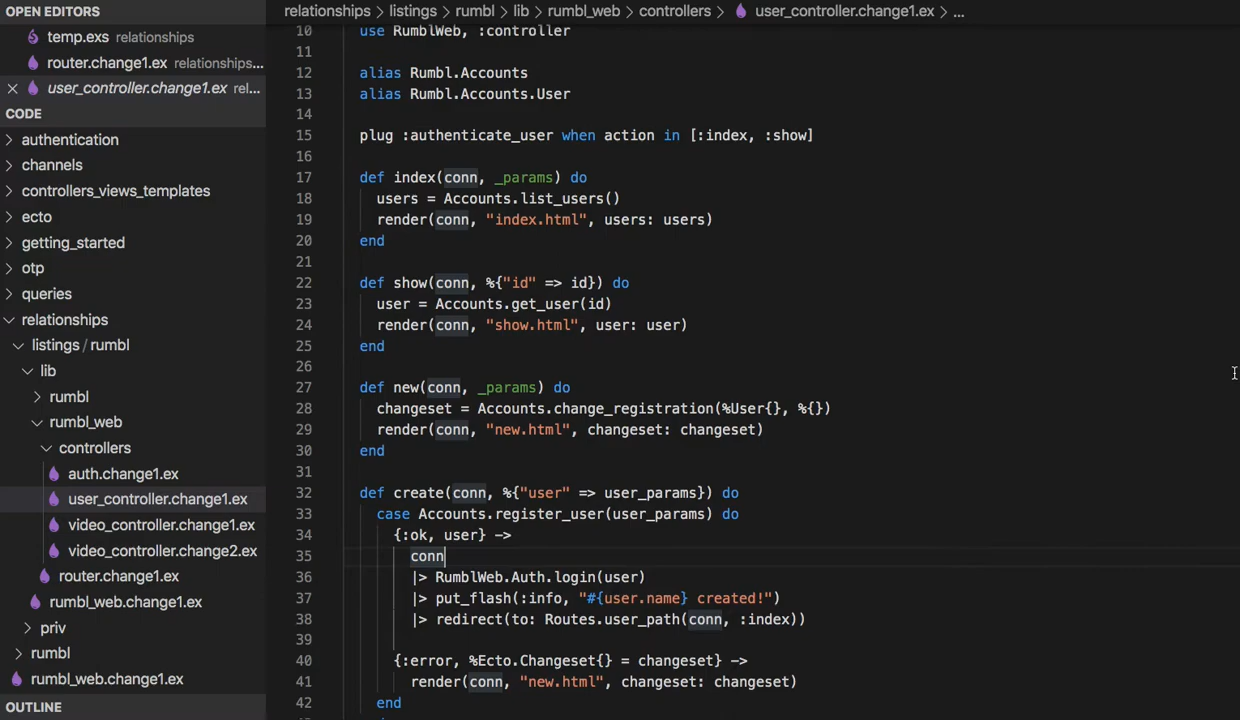 OPEN EDITORS
temp.exs relationships
router.change1.ex relationships...
user_controller.change1.ex rel...
CODE
authentication
channels
controllers_views_templates
ecto
getting_started
otp
queries
relationships
listings / rumbl
lib
rumbl
rumbl_web
controllers
auth.change1.ex
user_controller.change1.ex
video_controller.change1.ex
video_controller.change2.ex
router.change1.ex
rumbl_web.change1.ex
priv
rumbl
rumbl_web.change1.ex
OUTLINE
relationships > listings > rumbl > lib > rumbl_web > controllers > user_controller.change1.ex > ...
10 use RumblWeb, :controller
11
12 alias Rumbl.Accounts
13 alias Rumbl.Accounts.User
14
15 plug :authenticate_user when action in [:index, :show]
16
17 def index(conn, _params) do
18 users = Accounts.list_users()
19 render(conn, "index.html", users: users)
20 end
21
22 def show(conn, %{"id" => id}) do
23 user = Accounts.get_user(id)
24 render(conn, "show.html", user: user)
25 end
26
27 def new(conn, _params) do
28 changeset = Accounts.change_registration(%User{}, %{})
29 render(conn, "new.html", changeset: changeset)
30 end
31
32 def create(conn, %{"user" => user_params}) do
33 case Accounts.register_user(user_params) do
34 {:ok, user} ->
35 conn
36 |> RumblWeb.Auth.login(user)
37 |> put_flash(:info, "#{user.name} created!")
38 |> redirect(to: Routes.user_path(conn, :index))
39
40 {:error, %Ecto.Changeset{} = changeset} ->
41 render(conn, "new.html", changeset: changeset)
42 end